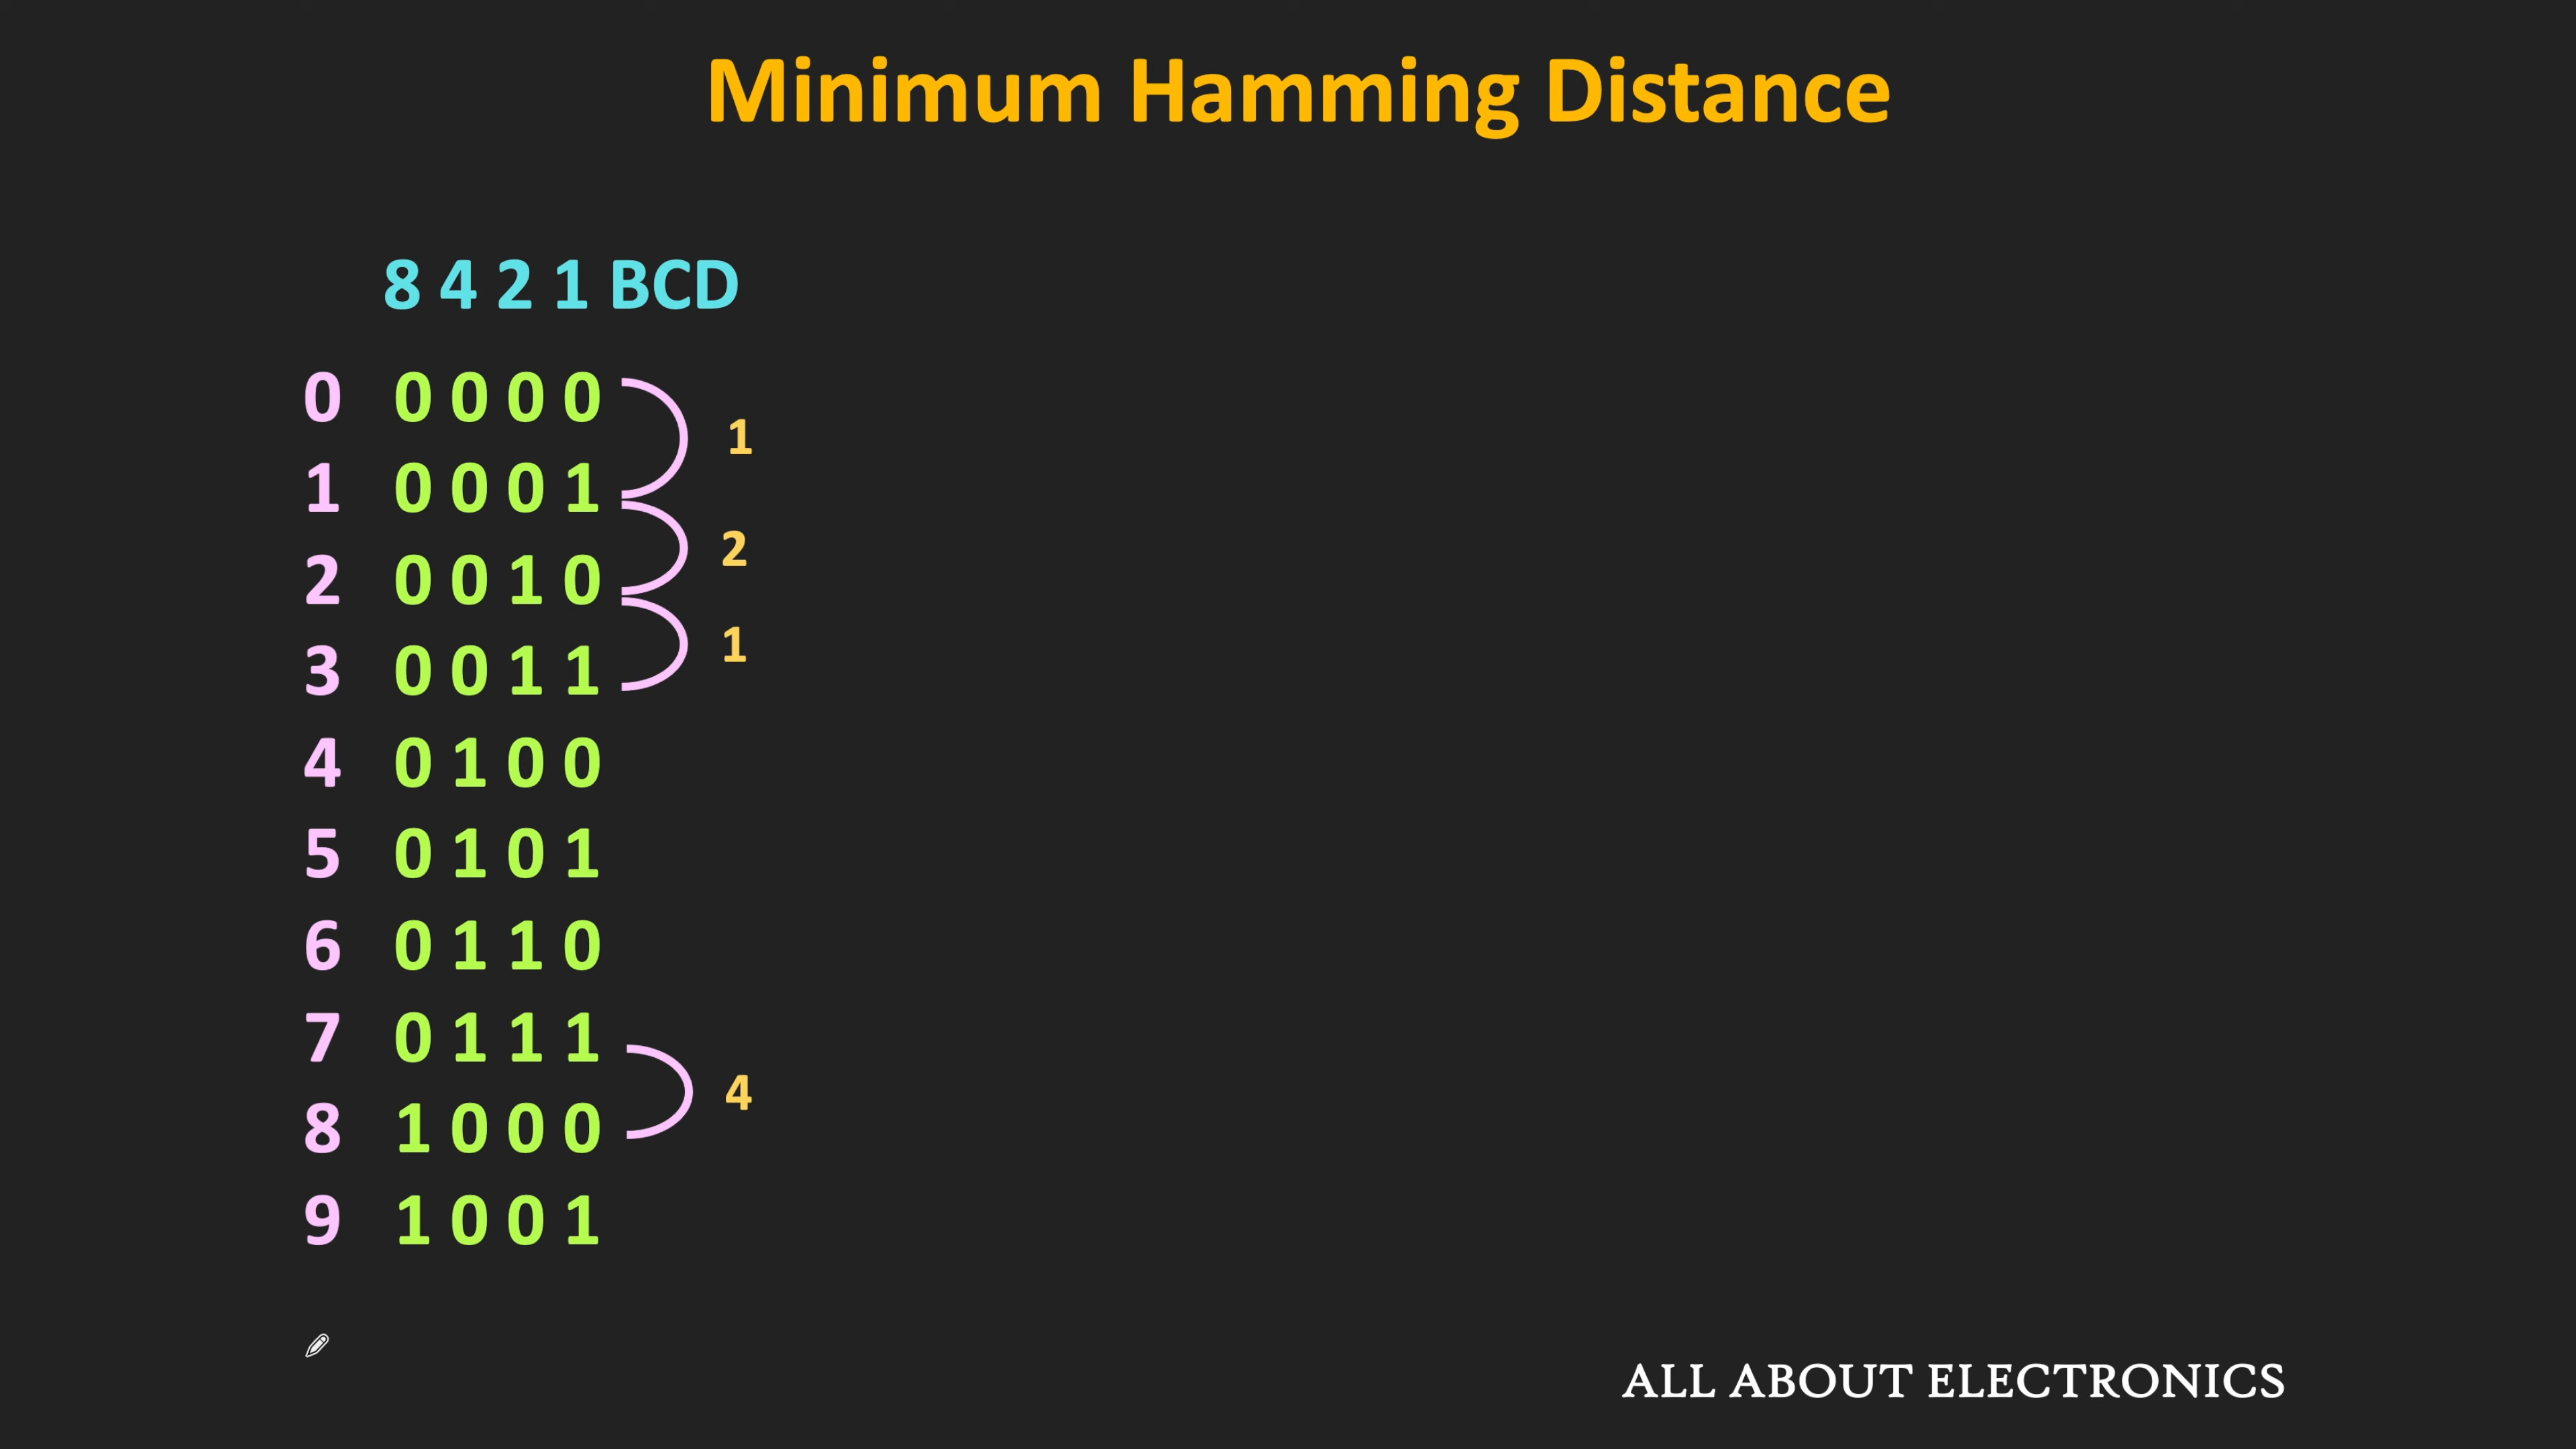 Minimum Hamming Distance
8 4 2 1 BCD
0 0 0 0 0
1
1 0 0 0 1
2
2 0 0 1 0
1
3 0 0 1 1
4 0 1 0 0
5 0 1 0 1
6 0 1 1 0
7 0 1 1 1
4
8 1 0 0 0
9 1 0 0 1
ALL ABOUT ELECTRONICS